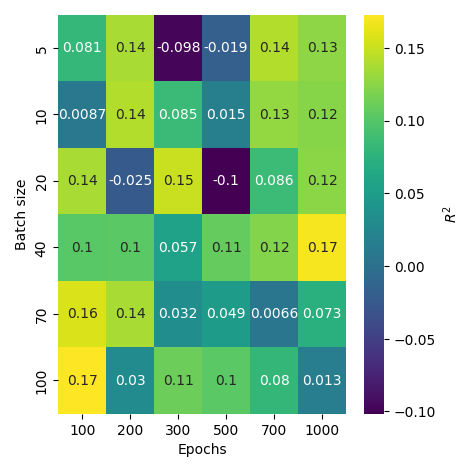 5 0.081 0.14 -0.098 -0.019 0.14 0.13
10 0.0087 0.14 0.085 0.015 0.13 0.12
20 0.14 -0.025 0.15 -0.1 0.086 0.12
40 0.1 0.1 0.057 0.11 0.12 0.17
70 0.16 0.14 0.032 0.049 0.0066 0.073
100 0.17 0.03 0.11 0.1 0.08 0.013
100 200 300 500 700 1000
Epochs
Batch size
0.15
0.10
0.05
0.00
−0.05
−0.10
R²